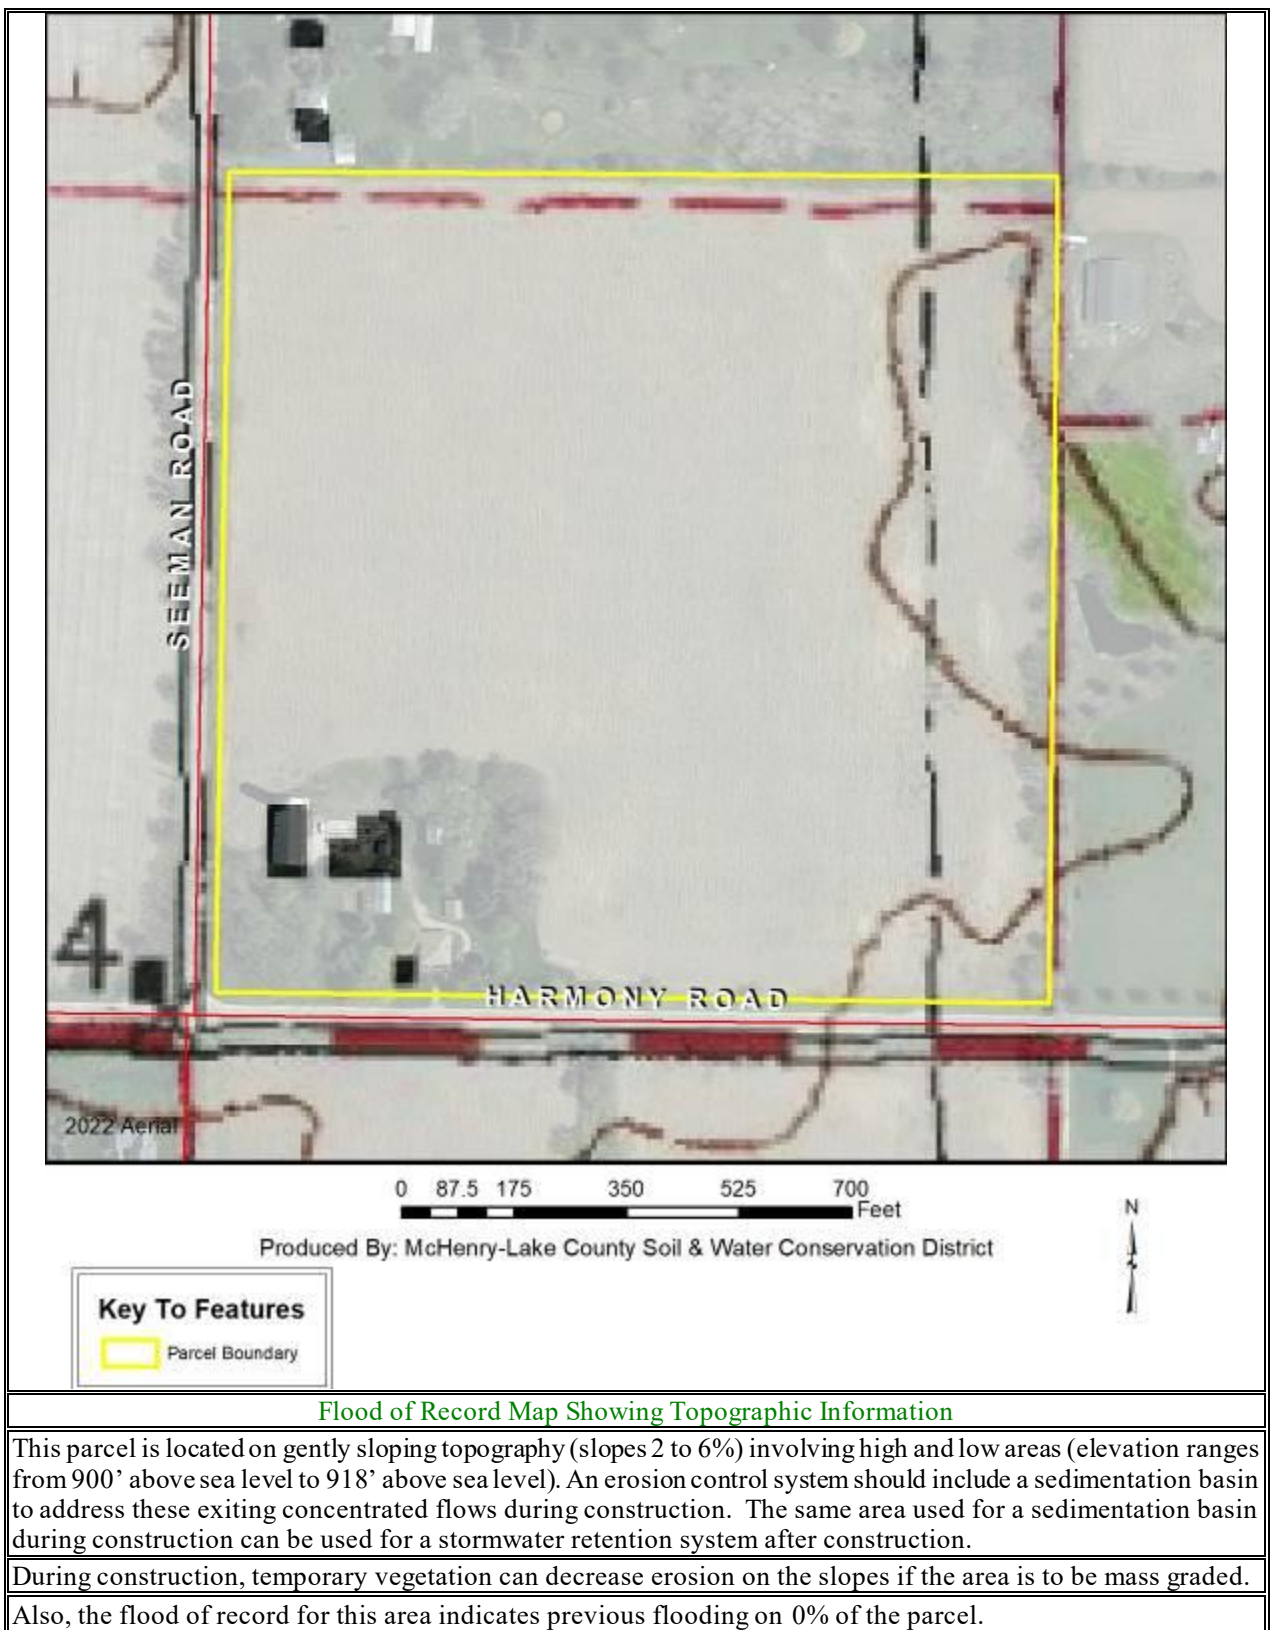 SEEMAN ROAD
4
HARMONY ROAD
2022 Aerial
0 87.5 175 350 525 700
Feet
N
Produced By: McHenry-Lake County Soil & Water Conservation District
Key To Features
Parcel Boundary
Flood of Record Map Showing Topographic Information
This parcel is located on gently sloping topography (slopes 2 to 6%) involving high and low areas (elevation ranges
from 900’ above sea level to 918’ above sea level). An erosion control system should include a sedimentation basin
to address these exiting concentrated flows during construction. The same area used for a sedimentation basin
during construction can be used for a stormwater retention system after construction.
During construction, temporary vegetation can decrease erosion on the slopes if the area is to be mass graded.
Also, the flood of record for this area indicates previous flooding on 0% of the parcel.